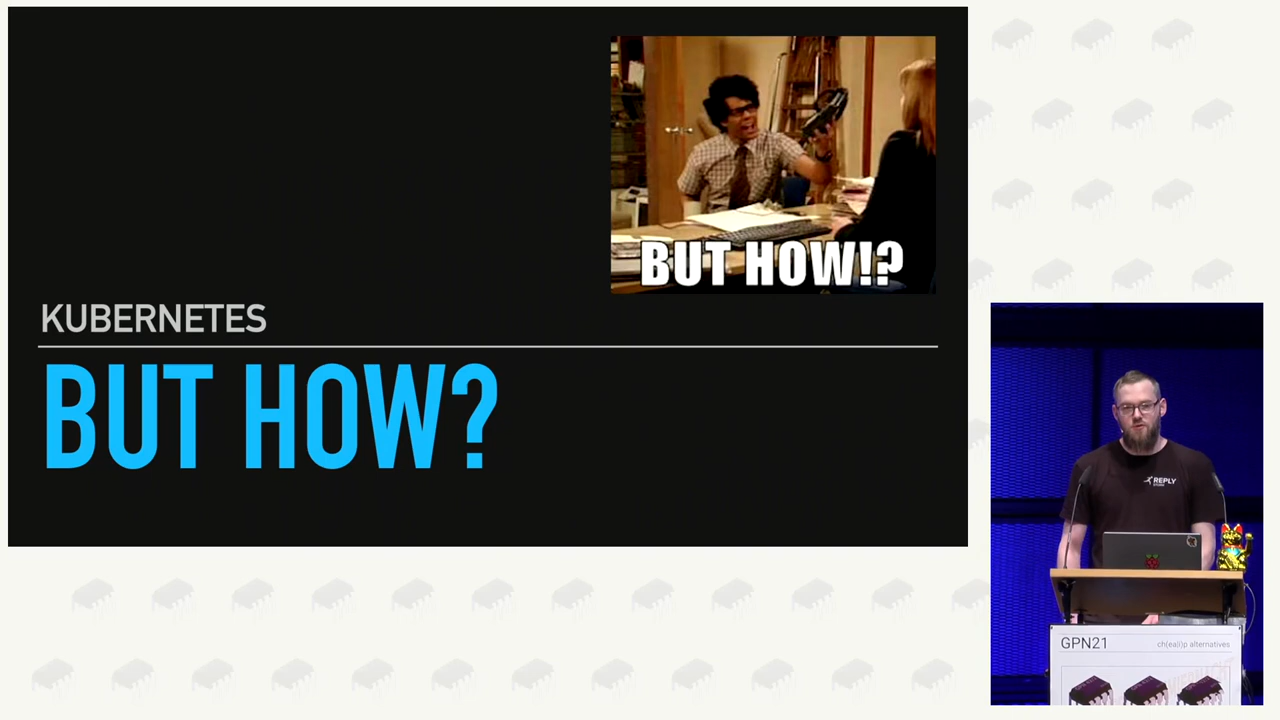 BUT HOW!?
KUBERNETES
BUT HOW?
REPLY
GPN21
ch(ea|i)p alternatives